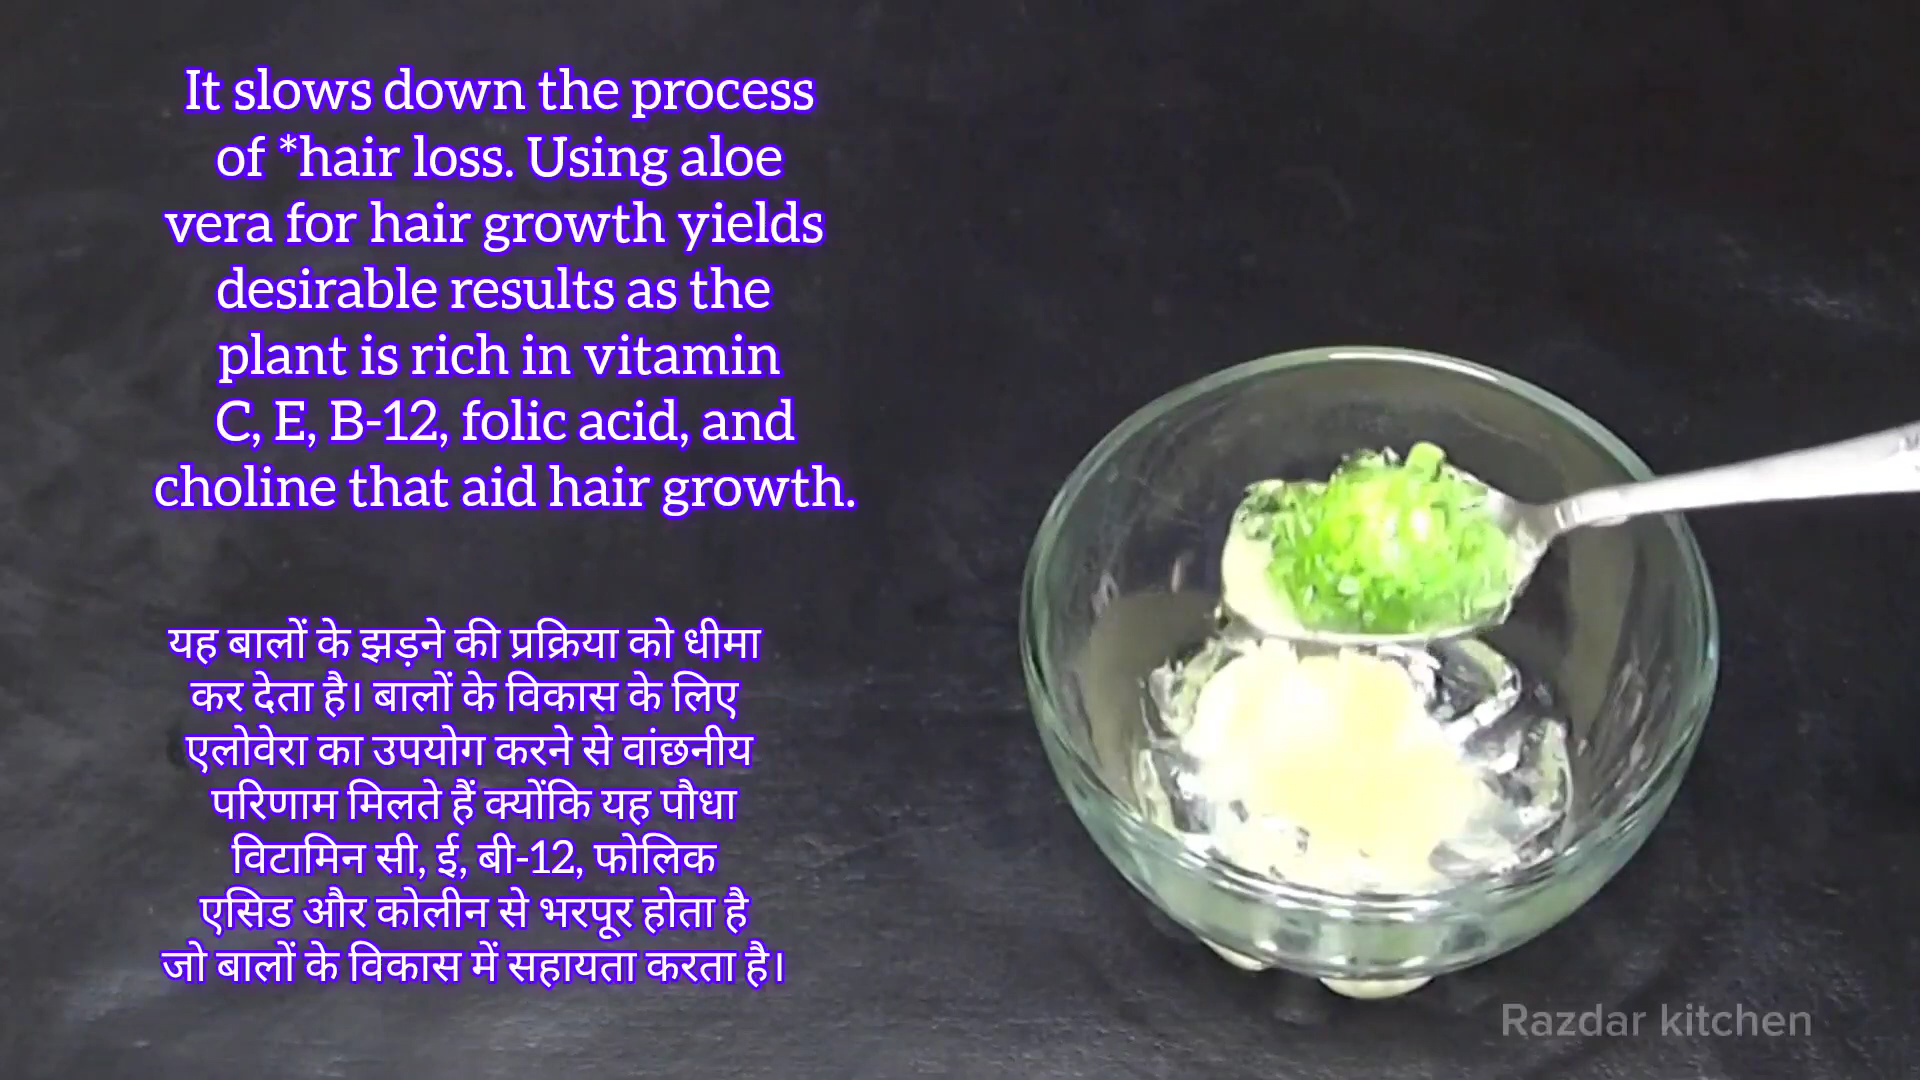 It slows down the process
of *hair loss. Using aloe
vera for hair growth yields
desirable results as the
plant is rich in vitamin
C, E, B-12, folic acid, and
choline that aid hair growth.
यह बालों के झड़ने की प्रक्रिया को धीमा
कर देता है। बालों के विकास के लिए
एलोवेरा का उपयोग करने से वांछनीय
परिणाम मिलते हैं क्योंकि यह पौधा
विटामिन सी, ई, बी-12, फोलिक
एसिड और कोलीन से भरपूर होता है
जो बालों के विकास में सहायता करता है।
Razdar kitchen